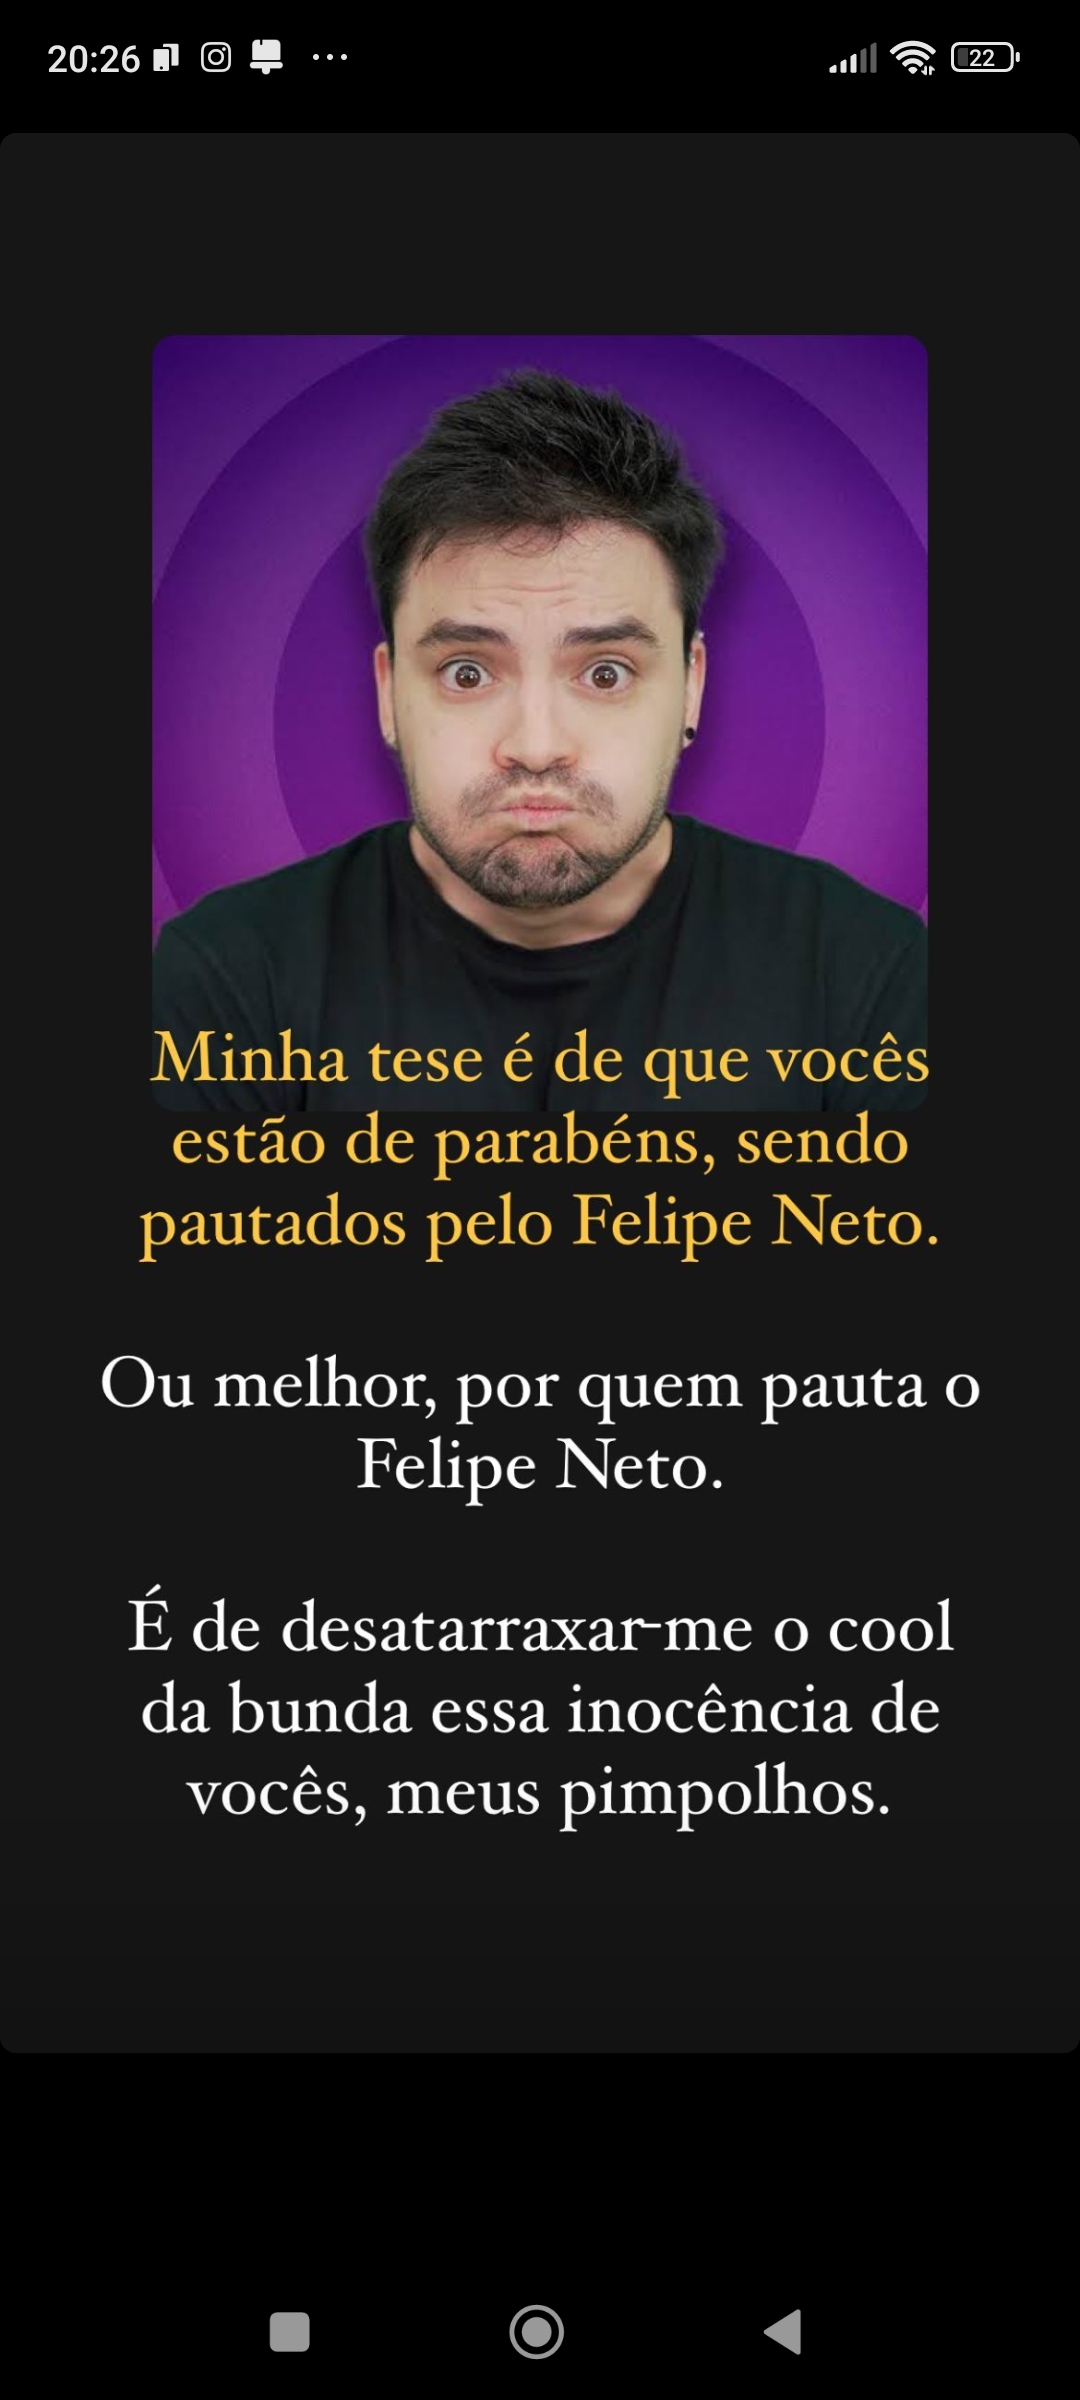 20:26
22
Minha tese é de que vocês
estão de parabéns, sendo
pautados pelo Felipe Neto.
Ou melhor, por quem pauta o
Felipe Neto.
É de desatarraxar-me o cool
da bunda essa inocência de
vocês, meus pimpolhos.